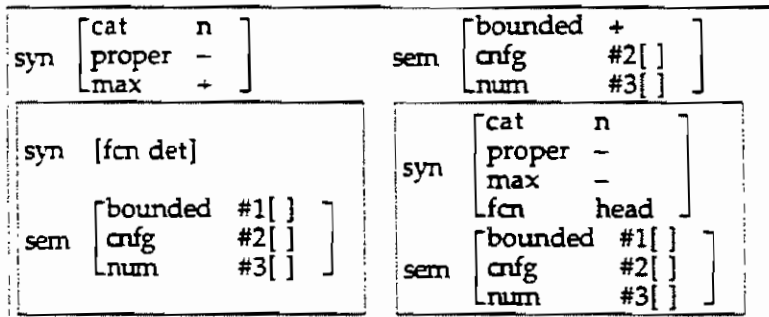 cat n bounded +
syn proper – sem cnfg #2[ ]
max + num #3[ ]
cat n
syn [fcn det] proper –
syn max –
fcn head
bounded #1[ ] bounded #1[ ]
sem cnfg #2[ ] sem cnfg #2[ ]
num #3[ ] num #3[ ]